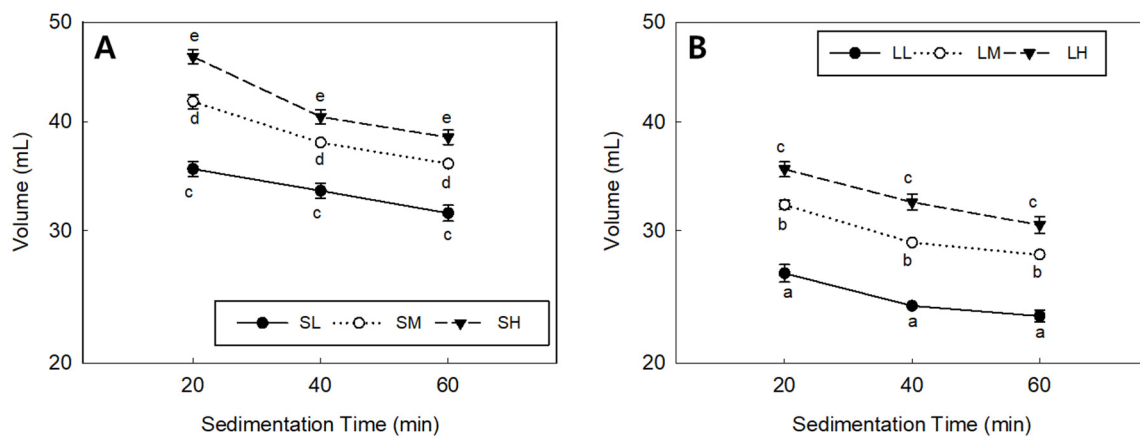 A
Volume (mL)
50
40
30
20
e
e
e
d
d
d
c
c
c
SL SM SH
20 40 60
Sedimentation Time (min)
B
LL LM LH
Volume (mL)
50
40
30
20
c
c
c
b
b
b
a
a
a
20 40 60
Sedimentation Time (min)